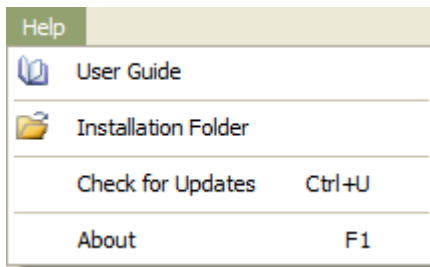 Help
User Guide
Installation Folder
Check for Updates Ctrl+U
About F1